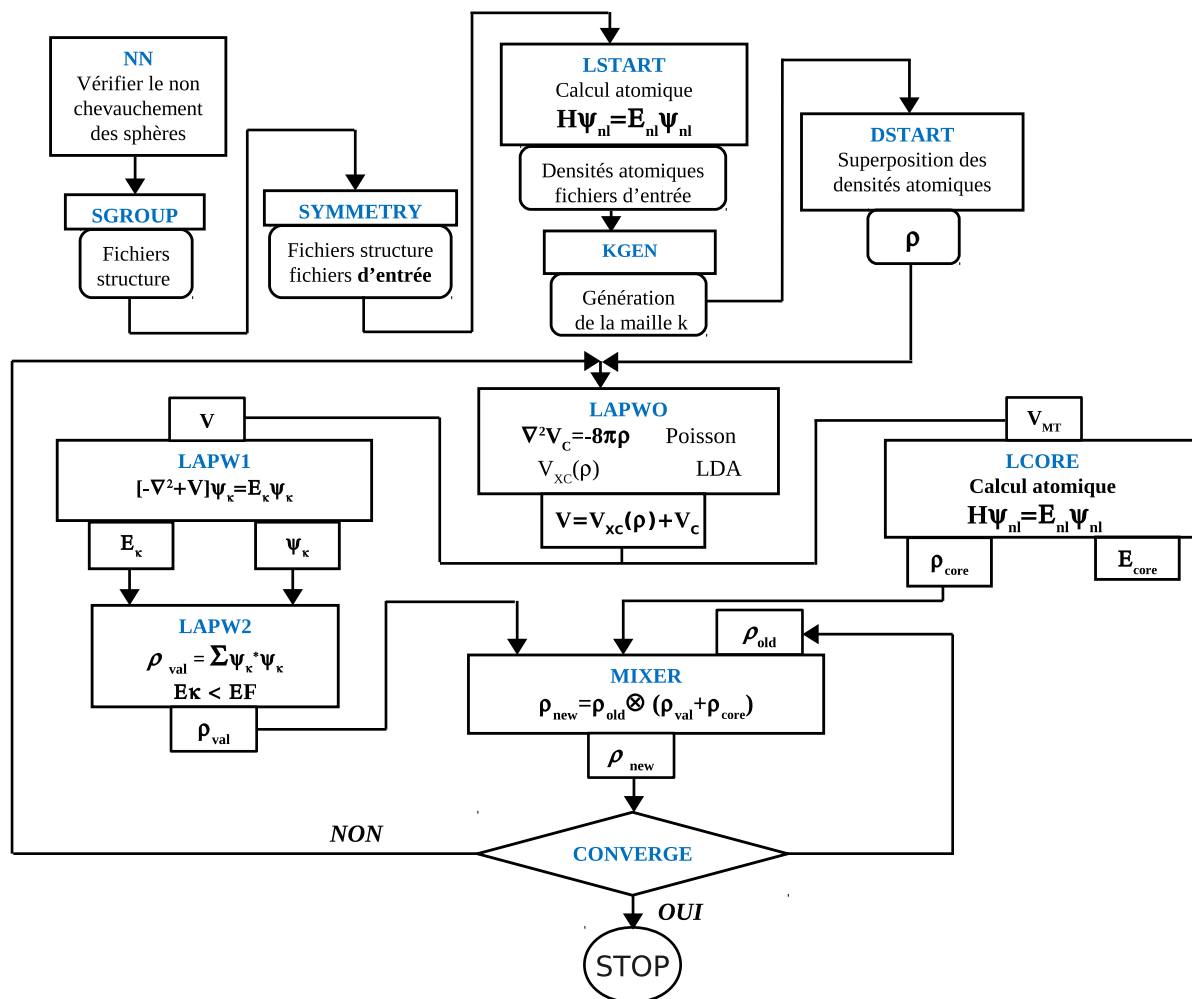 NN
Vérifier le non
chevauchement
des sphères
SGROUP
Fichiers
structure
SYMMETRY
Fichiers structure
fichiers d’entrée
LSTART
Calcul atomique
Hψnl=Enlψnl
Densités atomiques
fichiers d’entrée
KGEN
Génération
de la maille k
DSTART
Superposition des
densités atomiques
ρ
LAPWO
∇²VC=-8πρ Poisson
VXC(ρ) LDA
V=Vxc(ρ)+Vc
V
LAPW1
[-∇²+V]ψκ=Eκψκ
Eκ
ψκ
LAPW2
ρ val = Σψκ*ψκ
Eκ < EF
ρval
VMT
LCORE
Calcul atomique
Hψnl=Enlψnl
ρcore
Ecore
ρold
MIXER
ρnew=ρold⊗ (ρval+ρcore)
ρ new
NON
CONVERGE
OUI
STOP